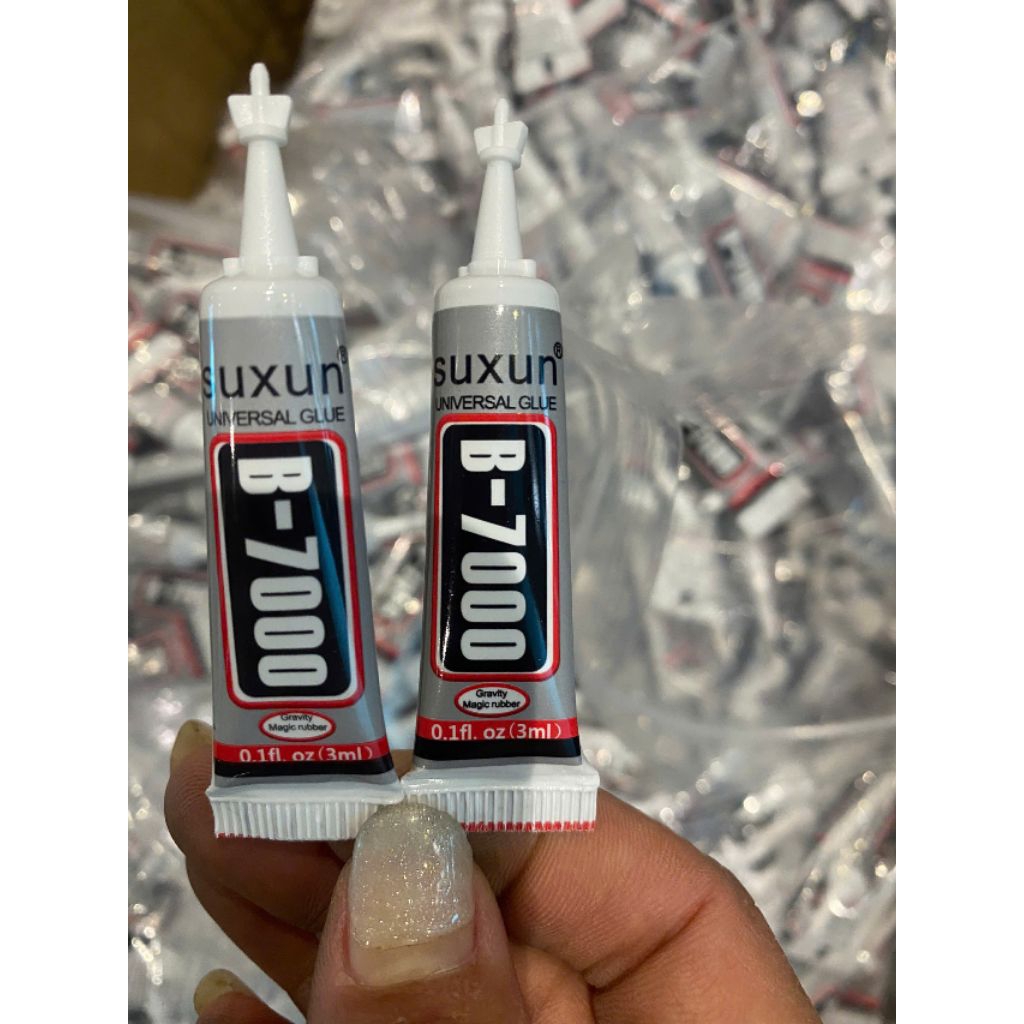 suxun®
UNIVERSAL GLUE
B-7000
Gravity
Magic rubber
0.1fl. oz(3ml)
suxun®
UNIVERSAL GLUE
B-7000
Gravity
Magic rubber
0.1fl. oz(3ml)